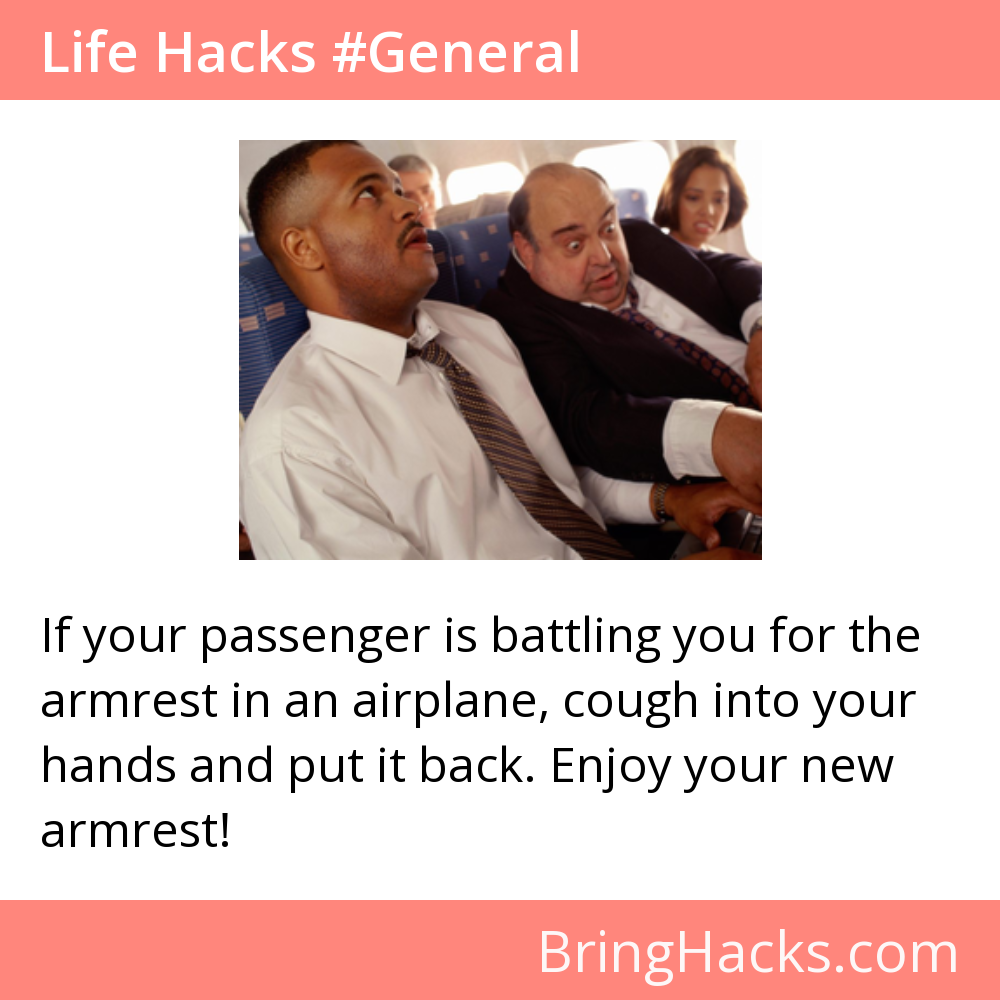 Life Hacks #General
If your passenger is battling you for the
armrest in an airplane, cough into your
hands and put it back. Enjoy your new
armrest!
BringHacks.com